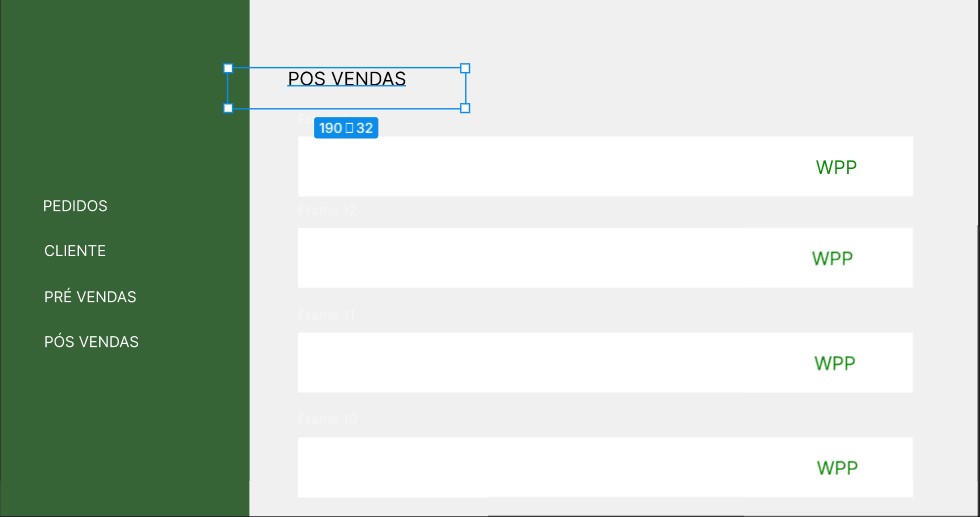 POS VENDAS
190 32
WPP
PEDIDOS
Frame 12
CLIENTE
WPP
PRÉ VENDAS
Frame 11
PÓS VENDAS
WPP
Frame 10
WPP